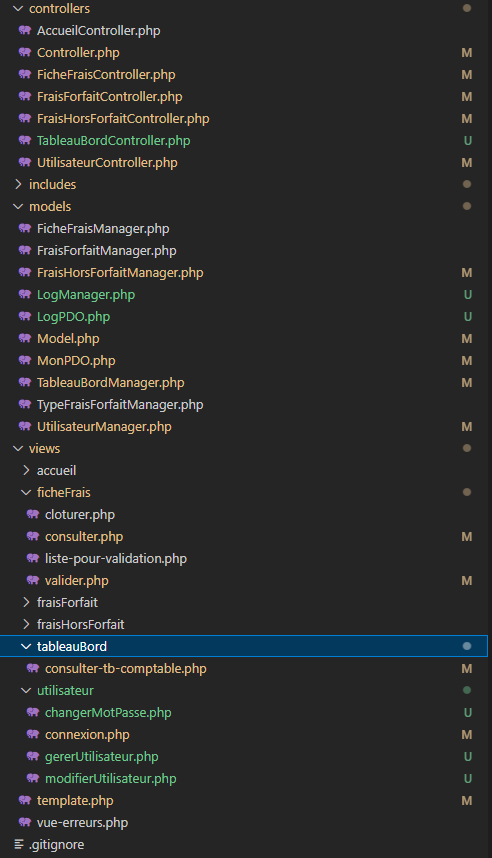 controllers
AccueilController.php
Controller.php M
FicheFraisController.php M
FraisForfaitController.php M
FraisHorsForfaitController.php M
TableauBordController.php U
UtilisateurController.php M
includes
models
FicheFraisManager.php
FraisForfaitManager.php
FraisHorsForfaitManager.php M
LogManager.php U
LogPDO.php U
Model.php M
MonPDO.php M
TableauBordManager.php M
TypeFraisForfaitManager.php
UtilisateurManager.php M
views
accueil
ficheFrais
cloturer.php
consulter.php M
liste-pour-validation.php
valider.php M
fraisForfait
fraisHorsForfait
tableauBord
consulter-tb-comptable.php M
utilisateur
changerMotPasse.php U
connexion.php M
gererUtilisateur.php U
modifierUtilisateur.php U
template.php M
vue-erreurs.php
.gitignore